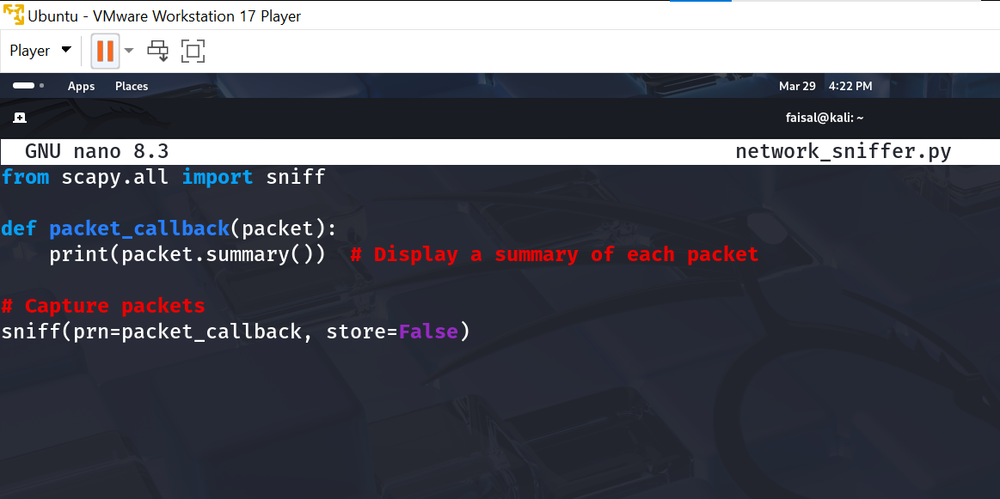 Ubuntu - VMware Workstation 17 Player
Player
Apps Places Mar 29 4:22 PM
faisal@kali: ~
GNU nano 8.3 network_sniffer.py
from scapy.all import sniff
def packet_callback(packet):
    print(packet.summary())  # Display a summary of each packet
# Capture packets
sniff(prn=packet_callback, store=False)